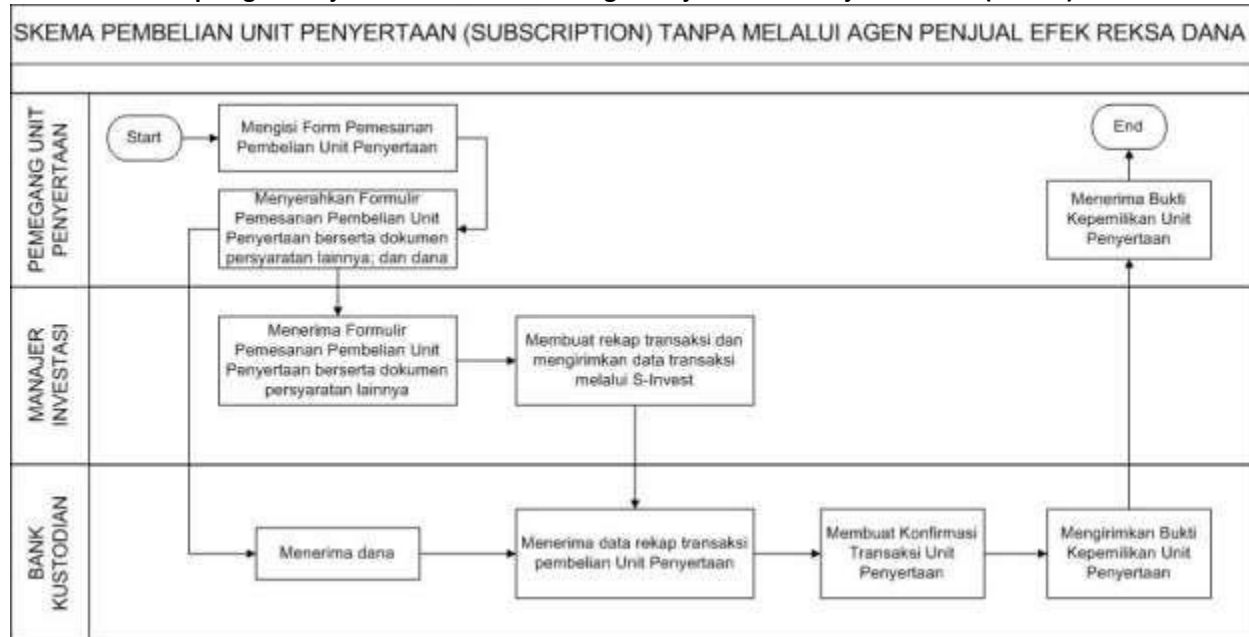 SKEMA PEMBELIAN UNIT PENYERTAAN (SUBSCRIPTION) TANPA MELALUI AGEN PENJUAL EFEK REKSA DANA
PEMEGANG UNIT
PENYERTAAN
Start
Mengisi Form Pemesanan
Pembelian Unit Penyertaan
Menyerahkan Formulir
Pemesanan Pembelian Unit
Penyertaan berserta dokumen
persyaratan lainnya; dan dana
End
Menerima Bukti
Kepemilikan Unit
Penyertaan
MANAJER
INVESTASI
Menerima Formulir
Pemesanan Pembelian Unit
Penyertaan berserta dokumen
persyaratan lainnya
Membuat rekap transaksi dan
mengirimkan data transaksi
melalui S-Invest
BANK
KUSTODIAN
Menerima dana
Menerima data rekap transaksi
pembelian Unit Penyertaan
Membuat Konfirmasi
Transaksi Unit
Penyertaan
Mengirimkan Bukti
Kepemilikan Unit
Penyertaan